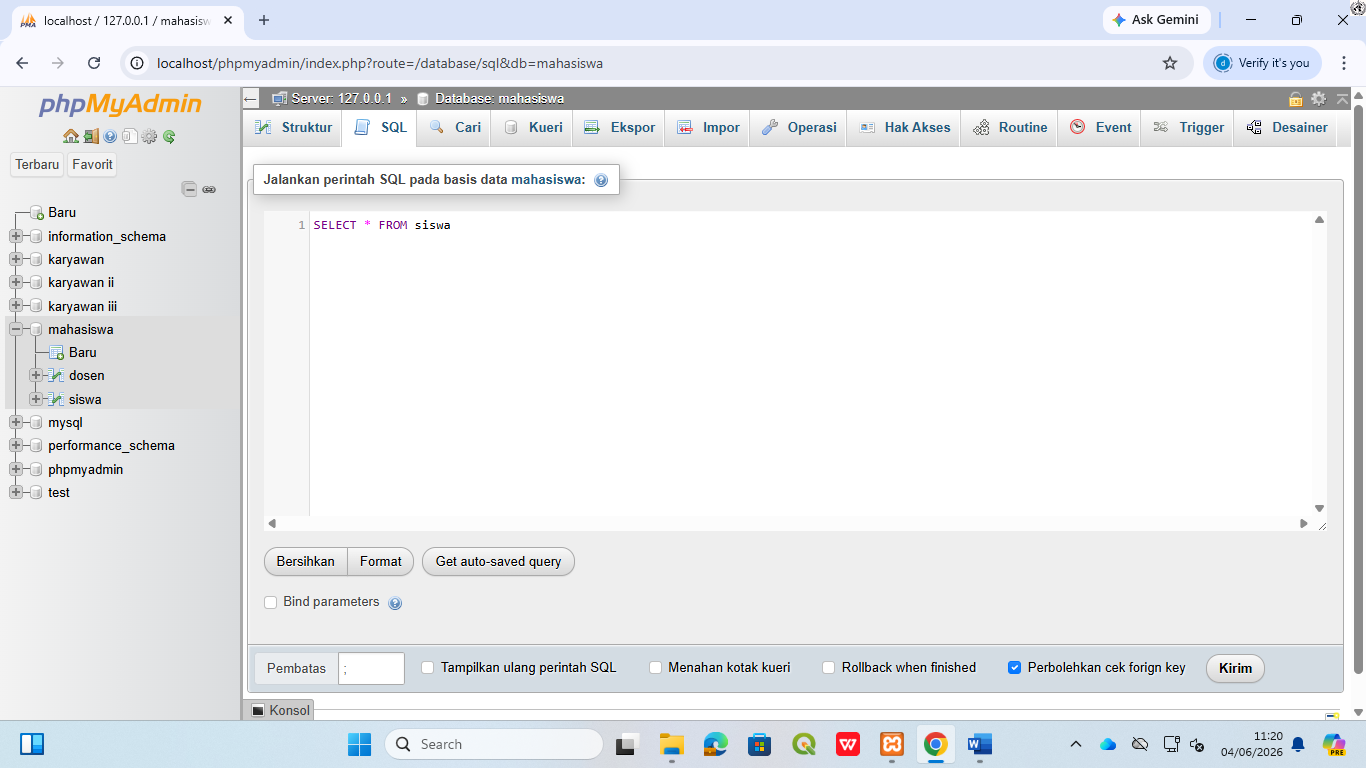 localhost / 127.0.0.1 / mahasisw
Ask Gemini
localhost/phpmyadmin/index.php?route=/database/sql&db=mahasiswa
Verify it's you
phpMyAdmin
Terbaru
Favorit
Baru
information_schema
karyawan
karyawan ii
karyawan iii
mahasiswa
Baru
dosen
siswa
mysql
performance_schema
phpmyadmin
test
Server: 127.0.0.1 » Database: mahasiswa
Struktur SQL Cari Kueri Ekspor Impor Operasi Hak Akses Routine Event Trigger Desainer
Jalankan perintah SQL pada basis data mahasiswa:
1 SELECT * FROM siswa
Bersihkan Format Get auto-saved query
Bind parameters
Pembatas ; Tampilkan ulang perintah SQL Menahan kotak kueri Rollback when finished Perbolehkan cek forign key Kirim
Konsol
Search
11:20
04/06/2026
PRE